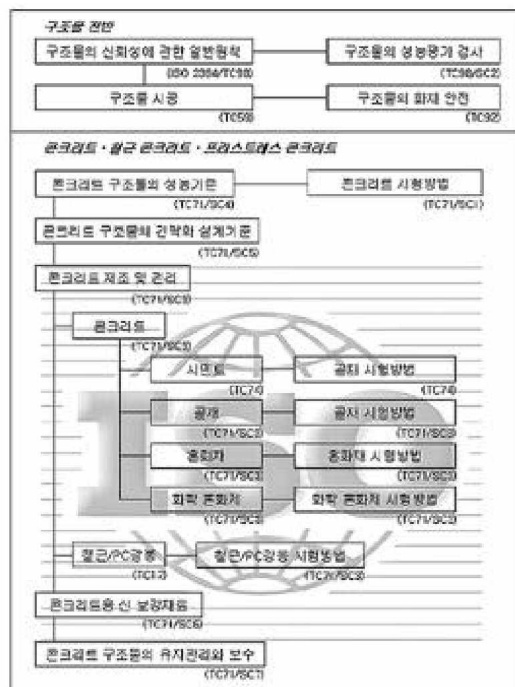 구조물 전반
구조물의 신뢰성에 관한 일반원칙
구조물의 성능평가 검사
(ISO 2394/TC98)
(TC98/SC2)
구조물 시공
구조물의 화재 안전
(TC59)
(TC92)
콘크리트・철근 콘크리트・프리스트레스 콘크리트
콘크리트 구조물의 성능기준
콘크리트 시험방법
(TC71/SC4)
(TC71/SC1)
콘크리트 구조물의 간략화 설계기준
(TC71/SC5)
콘크리트 제조 및 관리
(TC71/SC3)
콘크리트
(TC71/SC3)
시멘트
골재 시험방법
(TC74)
(TC74)
골재
골재 시험방법
(TC71/SC3)
(TC71/SC3)
혼화재
혼화재 시험방법
(TC71/SC3)
(TC71/SC3)
화학 혼화제
화학 혼화제 시험방법
(TC71/SC3)
(TC71/SC3)
철근/PC강봉
철근/PC강봉 시험방법
(TC17)
(TC71/SC3)
콘크리트용 신 보강재료
(TC71/SC6)
콘크리트 구조물의 유지관리와 보수
(TC71/SC7)
ISO